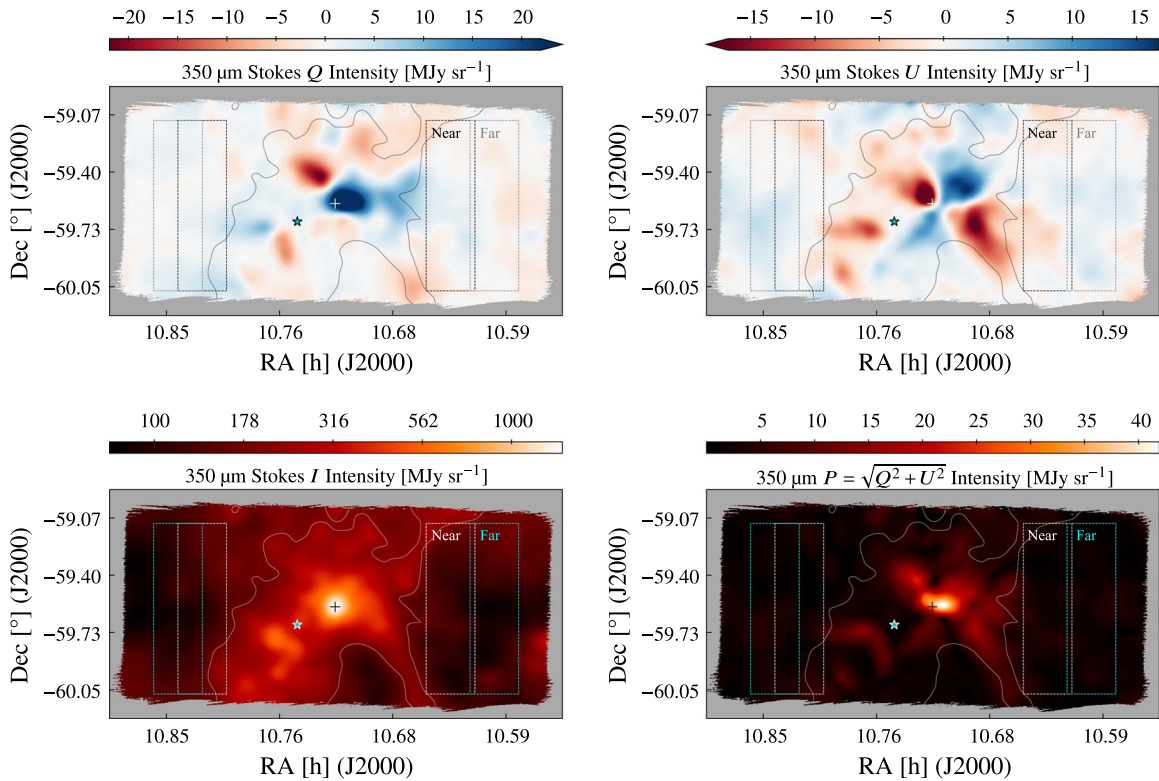 −20 −15 −10 −5 0 5 10 15 20
350 μm Stokes Q Intensity [MJy sr⁻¹]
−59.07
−59.40
−59.73
−60.05
Dec [°] (J2000)
Near Far
10.85 10.76 10.68 10.59
RA [h] (J2000)
−15 −10 −5 0 5 10 15
350 μm Stokes U Intensity [MJy sr⁻¹]
−59.07
−59.40
−59.73
−60.05
Dec [°] (J2000)
Near Far
10.85 10.76 10.68 10.59
RA [h] (J2000)
100 178 316 562 1000
350 μm Stokes I Intensity [MJy sr⁻¹]
−59.07
−59.40
−59.73
−60.05
Dec [°] (J2000)
Near Far
10.85 10.76 10.68 10.59
RA [h] (J2000)
5 10 15 20 25 30 35 40
350 μm P = √(Q² + U²) Intensity [MJy sr⁻¹]
−59.07
−59.40
−59.73
−60.05
Dec [°] (J2000)
Near Far
10.85 10.76 10.68 10.59
RA [h] (J2000)